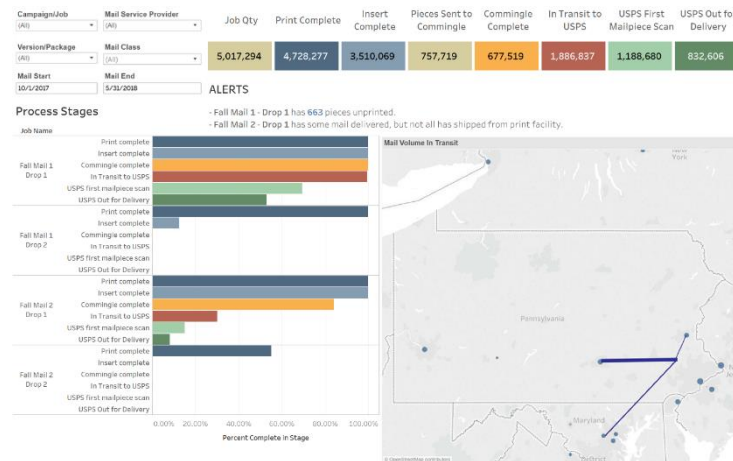 Campaign/Job
Mail Service Provider
(All)
(All)
Version/Package
Mail Class
(All)
(All)
Mail Start
Mail End
10/1/2017
5/31/2018
Job Qty
Print Complete
Insert Complete
Pieces Sent to Commingle
Commingle Complete
In Transit to USPS
USPS First Mailpiece Scan
USPS Out for Delivery
5,017,294
4,728,277
3,510,069
757,719
677,519
1,886,837
1,188,680
832,606
ALERTS
- Fall Mail 1 - Drop 1 has 663 pieces unprinted.
- Fall Mail 2 - Drop 1 has some mail delivered, but not all has shipped from print facility.
Process Stages
Job Name
Fall Mail 1 Drop 1
Print complete
Insert complete
Commingle complete
In Transit to USPS
USPS first mailpiece scan
USPS Out for Delivery
Fall Mail 1 Drop 2
Print complete
Insert complete
Commingle complete
In Transit to USPS
USPS first mailpiece scan
USPS Out for Delivery
Fall Mail 2 Drop 1
Print complete
Insert complete
Commingle complete
In Transit to USPS
USPS first mailpiece scan
USPS Out for Delivery
Fall Mail 2 Drop 2
Print complete
Insert complete
Commingle complete
In Transit to USPS
USPS first mailpiece scan
USPS Out for Delivery
0.00% 20.00% 40.00% 60.00% 80.00% 100.00%
Percent Complete in Stage
Mail Volume In Transit
New York
Pennsylvania
Maryland
© OpenStreetMap contributors